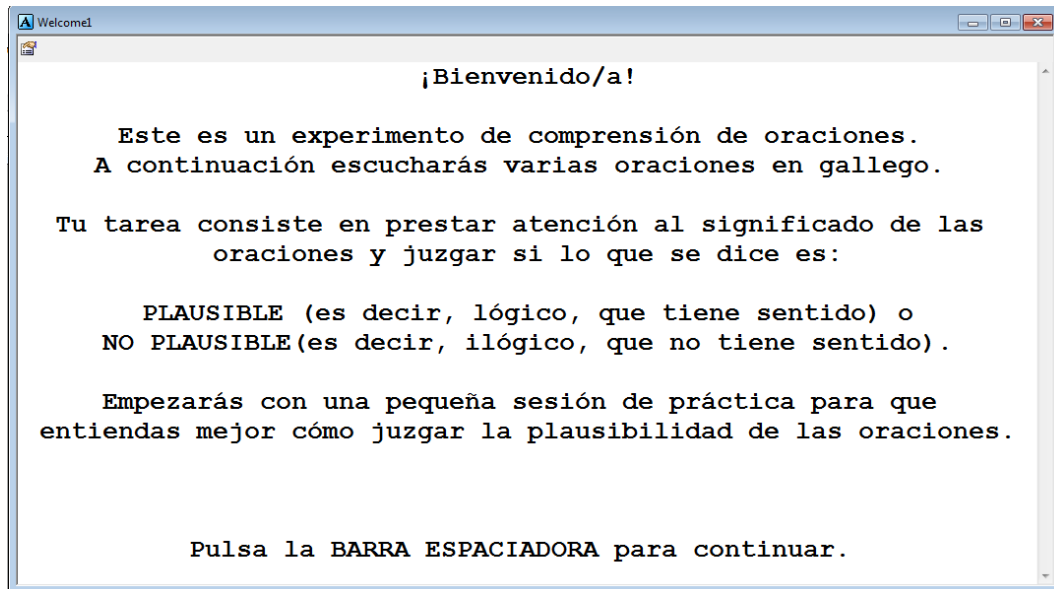 Welcome1
¡Bienvenido/a!
Este es un experimento de comprensión de oraciones.
A continuación escucharás varias oraciones en gallego.
Tu tarea consiste en prestar atención al significado de las
oraciones y juzgar si lo que se dice es:
PLAUSIBLE (es decir, lógico, que tiene sentido) o
NO PLAUSIBLE(es decir, ilógico, que no tiene sentido).
Empezarás con una pequeña sesión de práctica para que
entiendas mejor cómo juzgar la plausibilidad de las oraciones.
Pulsa la BARRA ESPACIADORA para continuar.